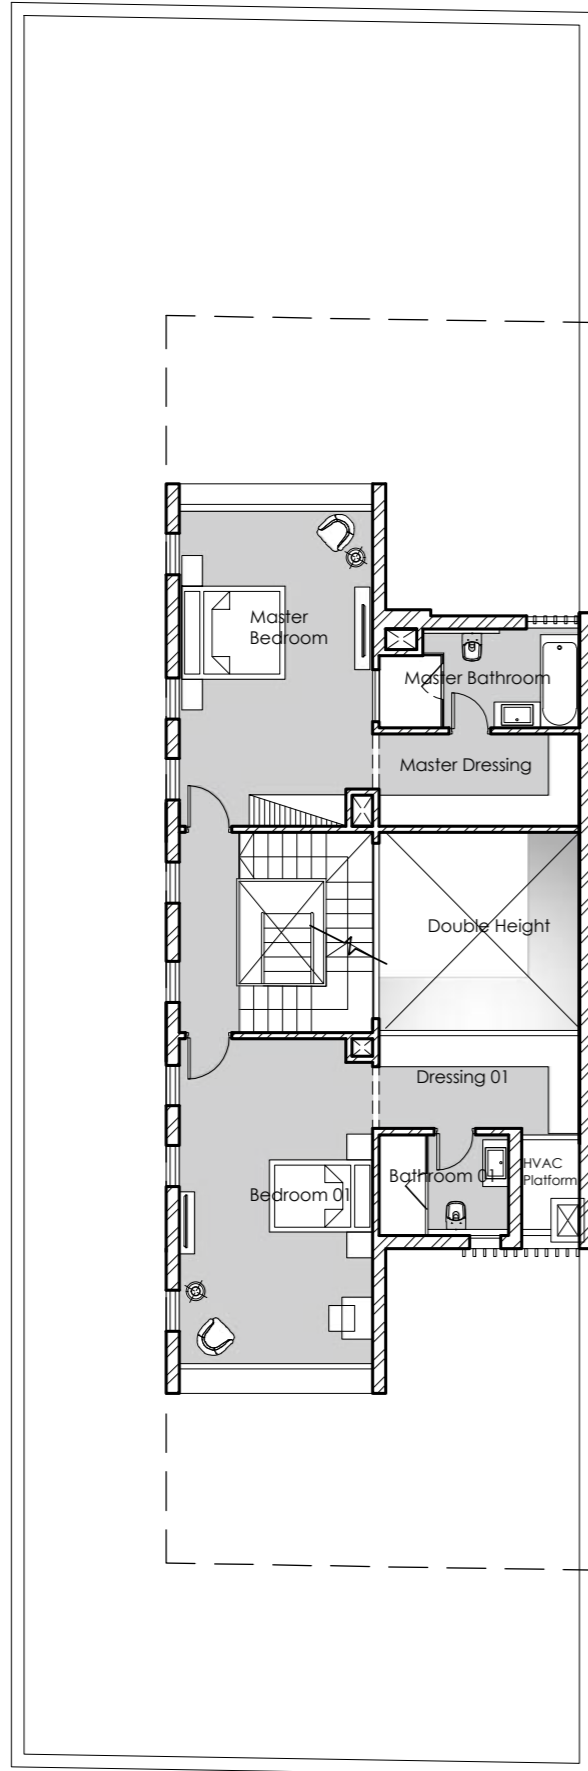 Master
Bedroom
Master Bathroom
Master Dressing
Double Height
Dressing 01
Bathroom 01
HVAC
Platform
Bedroom 01